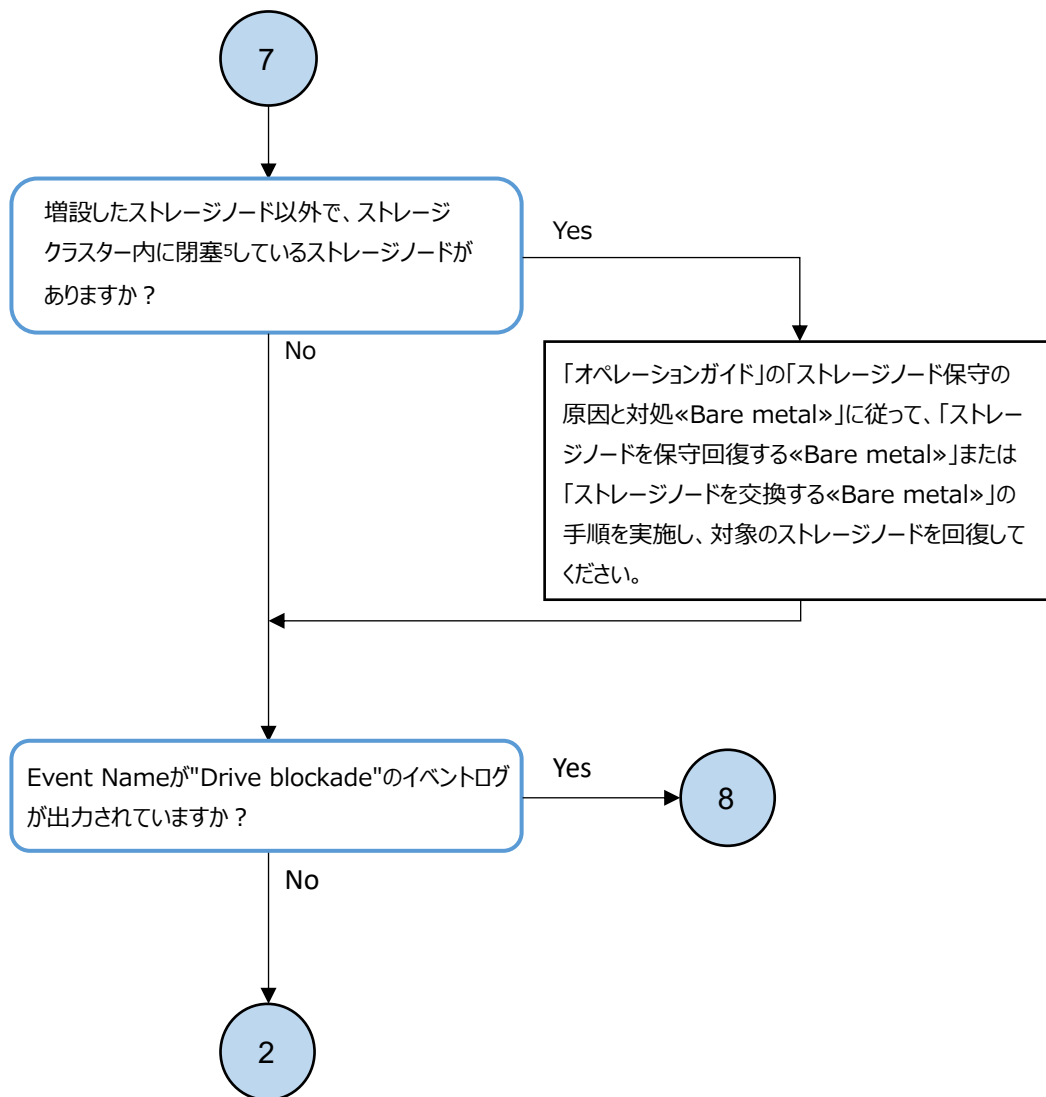 7
増設したストレージノード以外で、ストレージ
クラスター内に閉塞5しているストレージノードが
ありますか？
Yes
No
「オペレーションガイド」の「ストレージノード保守の
原因と対処«Bare metal»」に従って、「ストレー
ジノードを保守回復する«Bare metal»」または
「ストレージノードを交換する«Bare metal»」の
手順を実施し、対象のストレージノードを回復して
ください。
Event Nameが"Drive blockade"のイベントログ
が出力されていますか？
Yes
8
No
2